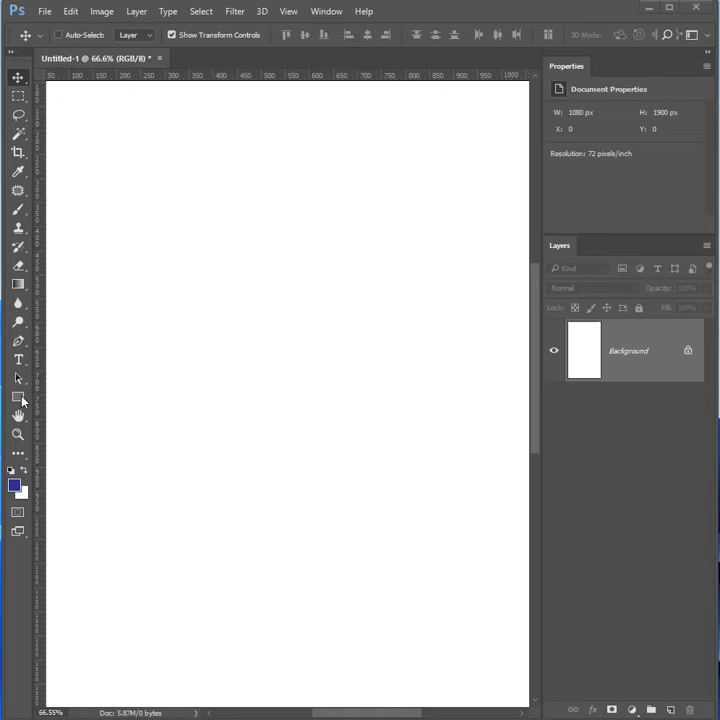 Ps File Edit Image Layer Type Select Filter 3D View Window Help
Auto-Select: Layer Show Transform Controls 3D Mode:
Untitled-1 @ 66.6% (RGB/8) * ×
50 100 150 200 250 300 350 400 450 500 550 600 650 700 750 800 850 900 950 1000
Properties
Document Properties
W: 1080 px H: 1900 px
X: 0 Y: 0
Resolution: 72 pixels/inch
Layers
Kind
Normal Opacity: 100%
Lock: Fill: 100%
Background
T
66.55% Doc: 5.87M/0 bytes
fx